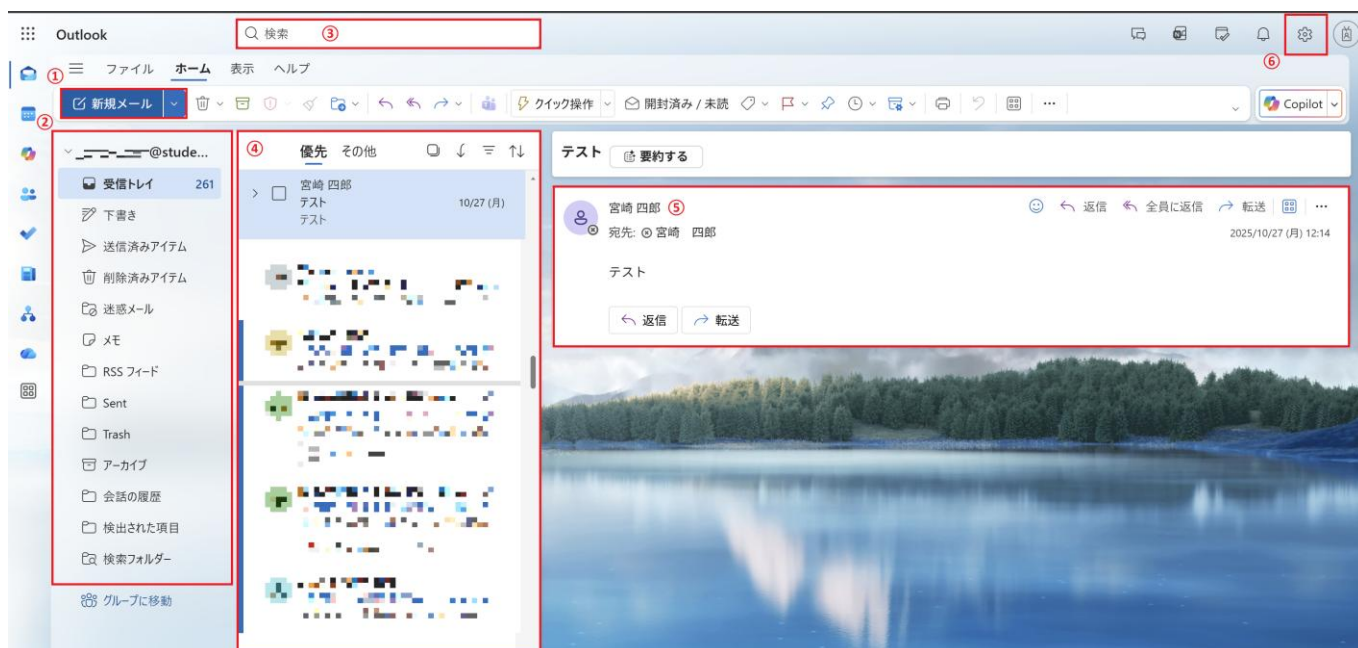 Outlook
検索 ③
⑥
① ファイル ホーム 表示 ヘルプ
新規メール クイック操作 開封済み / 未読 ... Copilot
②
@stude...
受信トレイ 261
下書き
送信済みアイテム
削除済みアイテム
迷惑メール
メモ
RSS フィード
Sent
Trash
アーカイブ
会話の履歴
検出された項目
検索フォルダー
グループに移動
④ 優先 その他
宮崎 四郎
テスト 10/27 (月)
テスト
テスト 要約する
宮崎 四郎 ⑤ 返信 全員に返信 転送 ...
宛先: 宮崎 四郎 2025/10/27 (月) 12:14
テスト
返信 転送